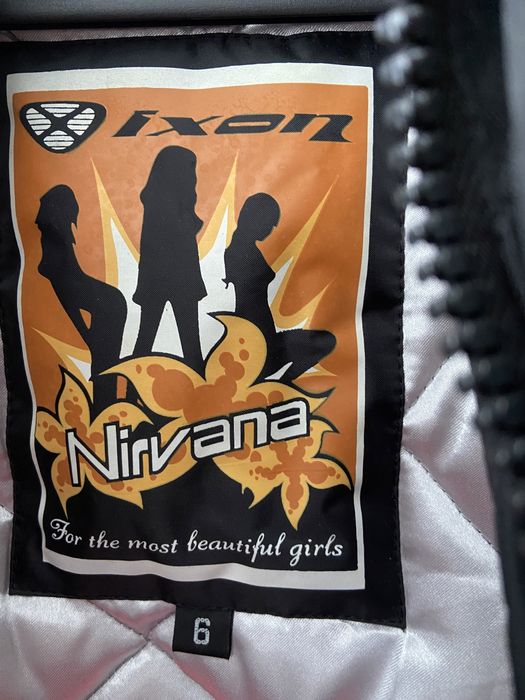 ixon
Nirvana
For the most beautiful girls
6